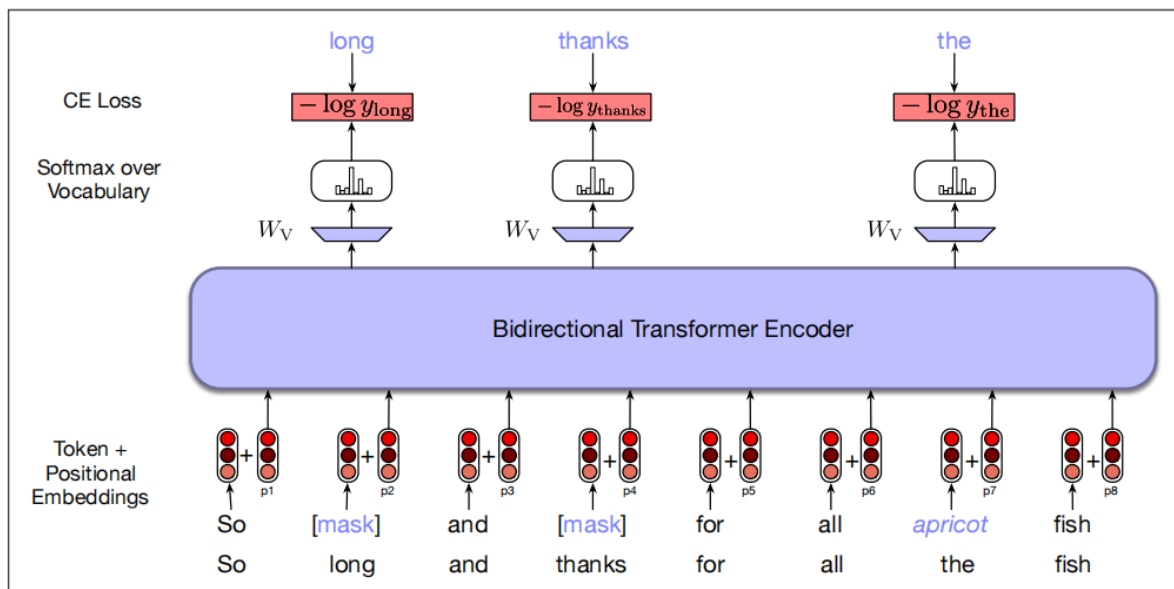 long thanks the
CE Loss
− log y_long − log y_thanks − log y_the
Softmax over
Vocabulary
W_V W_V W_V
Bidirectional Transformer Encoder
Token +
Positional
Embeddings
+ + + + + + + +
p1 p2 p3 p4 p5 p6 p7 p8
So [mask] and [mask] for all apricot fish
So long and thanks for all the fish